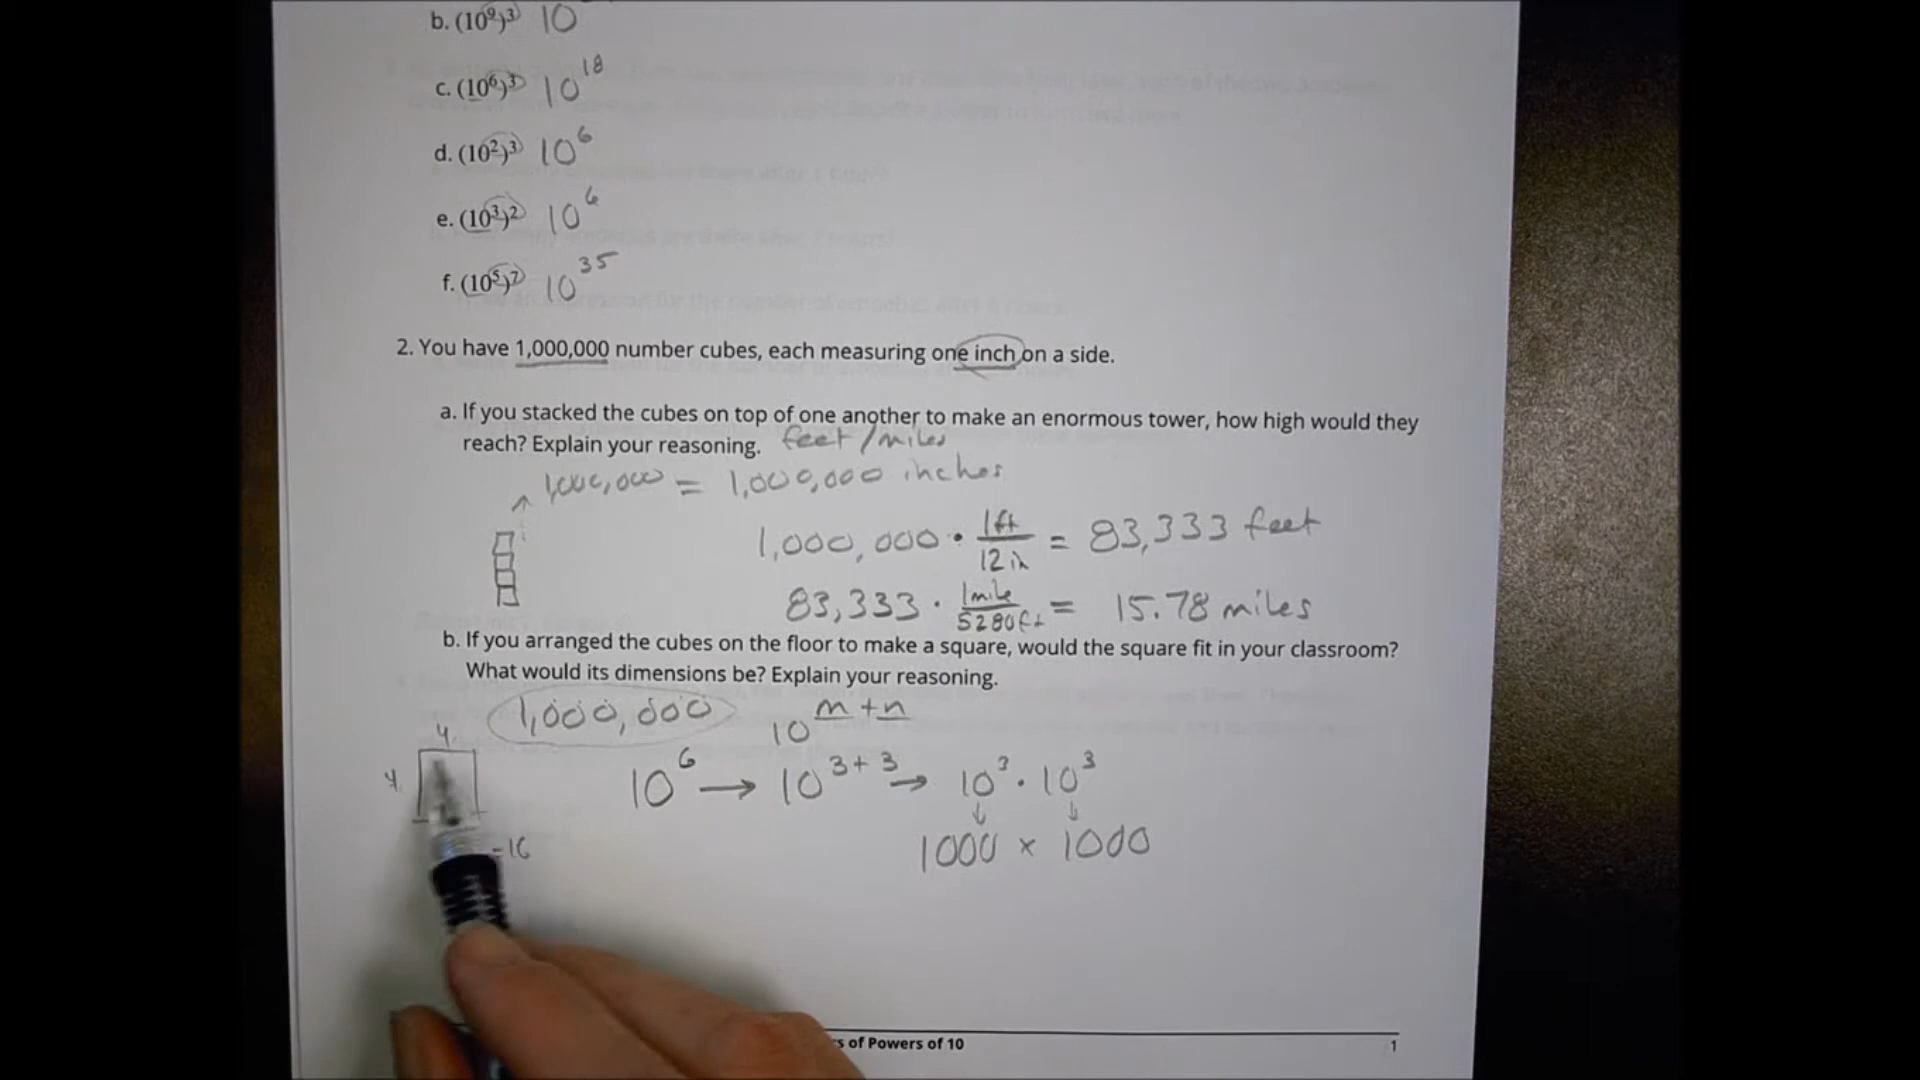 b. (10⁹)³ 10
c. (10⁶)³ 10¹⁸
d. (10²)³ 10⁶
e. (10³)² 10⁶
f. (10⁵)⁷ 10³⁵
2. You have 1,000,000 number cubes, each measuring one inch on a side.
a. If you stacked the cubes on top of one another to make an enormous tower, how high would they
reach? Explain your reasoning. feet/miles
1,000,000 = 1,000,000 inches
1,000,000 · 1ft/12in = 83,333 feet
83,333 · 1mile/5280ft = 15.78 miles
b. If you arranged the cubes on the floor to make a square, would the square fit in your classroom?
What would its dimensions be? Explain your reasoning.
1,000,000 10ᵐ⁺ⁿ
4
4 10⁶ → 10³⁺³ → 10³ · 10³
=16 1000 × 1000
of Powers of 10 1